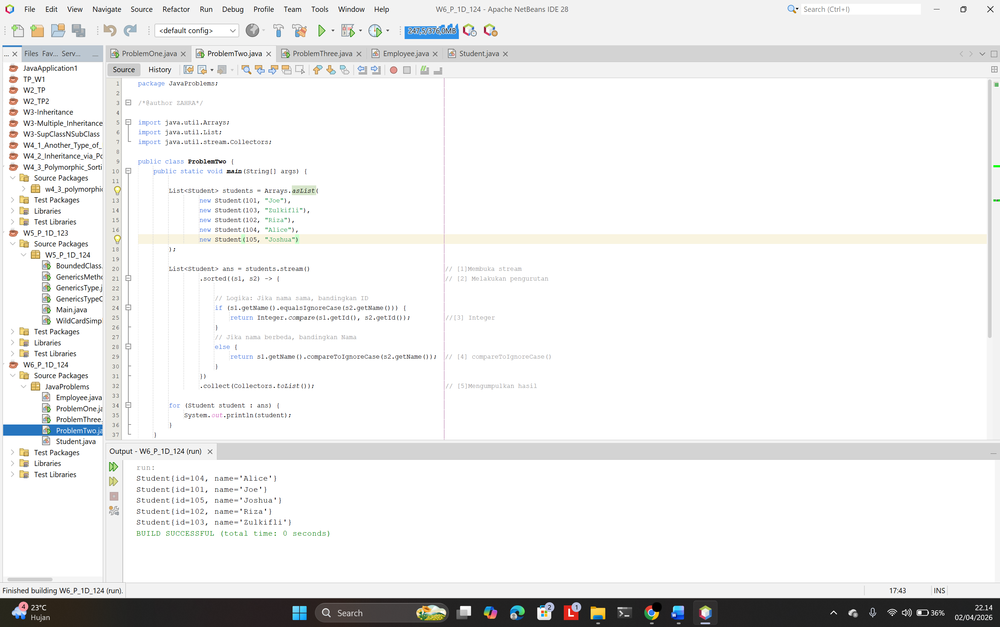 File Edit View Navigate Source Refactor Run Debug Profile Team Tools Window Help
W6_P_1D_124 - Apache NetBeans IDE 28
Search (Ctrl+I)
<default config>
247,5/376,0MB
... Files Fav... Serv...
JavaApplication1
TP_W1
W2_TP
W2_TP2
W3-Inheritance
W3-Multiple_Inheritance
W3-SupClassNSubClass
W4_1_Another_Type_of_
W4_2_Inheritance_via_Po
W4_3_Polymorphic_Sorti
Source Packages
w4_3_polymorphic
Test Packages
Libraries
Test Libraries
W5_P_1D_123
Source Packages
W5_P_1D_124
BoundedClass.
GenericsMetho
GenericsType.j
GenericsTypeC
Main.java
WildCardSimpl
Test Packages
Libraries
Test Libraries
W6_P_1D_124
Source Packages
JavaProblems
Employee.java
ProblemOne.ja
ProblemThree.
ProblemTwo.ja
Student.java
Test Packages
Libraries
Test Libraries
ProblemOne.java ProblemTwo.java ProblemThree.java Employee.java Student.java
Source History
1 package JavaProblems;
2
3 /*@author ZAHRA*/
4
5 import java.util.Arrays;
6 import java.util.List;
7 import java.util.stream.Collectors;
8
9 public class ProblemTwo {
10 public static void main(String[] args) {
11
List<Student> students = Arrays.asList(
13 new Student(101, "Joe"),
14 new Student(103, "Zulkifli"),
15 new Student(102, "Riza"),
16 new Student(104, "Alice"),
new Student(105, "Joshua")
18 );
19
20 List<Student> ans = students.stream() // [1]Membuka stream
21 .sorted((s1, s2) -> { // [2] Melakukan pengurutan
22
23 // Logika: Jika nama sama, bandingkan ID
24 if (s1.getName().equalsIgnoreCase(s2.getName())) {
25 return Integer.compare(s1.getId(), s2.getId()); //[3] Integer
26 }
27 // Jika nama berbeda, bandingkan Nama
28 else {
29 return s1.getName().compareToIgnoreCase(s2.getName()); // [4] compareToIgnoreCase()
30 }
31 })
32 .collect(Collectors.toList()); // [5]Mengumpulkan hasil
33
34 for (Student student : ans) {
35 System.out.println(student);
36 }
37 }
Output - W6_P_1D_124 (run)
run:
Student{id=104, name='Alice'}
Student{id=101, name='Joe'}
Student{id=105, name='Joshua'}
Student{id=102, name='Riza'}
Student{id=103, name='Zulkifli'}
BUILD SUCCESSFUL (total time: 0 seconds)
Finished building W6_P_1D_124 (run).
17:43 INS
4
23°C
Hujan
Search
2
L 1
W
36%
22.14
02/04/2026